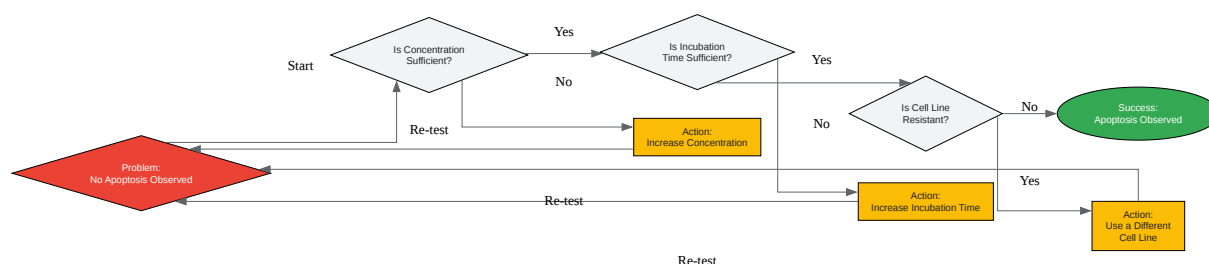 Start
Is Concentration
Sufficient?
Yes
No
Is Incubation
Time Sufficient?
Yes
No
Is Cell Line
Resistant?
No
Success:
Apoptosis Observed
Re-test
Action:
Increase Concentration
Problem:
No Apoptosis Observed
Yes
Re-test
Action:
Increase Incubation Time
Action:
Use a Different
Cell Line
Re-test